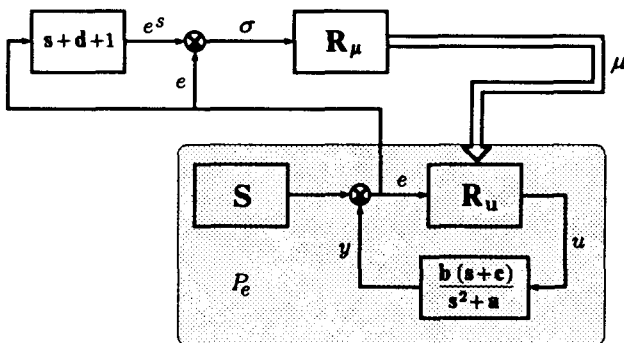 s+d+1
e^s
σ
R_μ
μ
e
S
e
R_u
y
u
b (s+c)
s^2+a
P_e